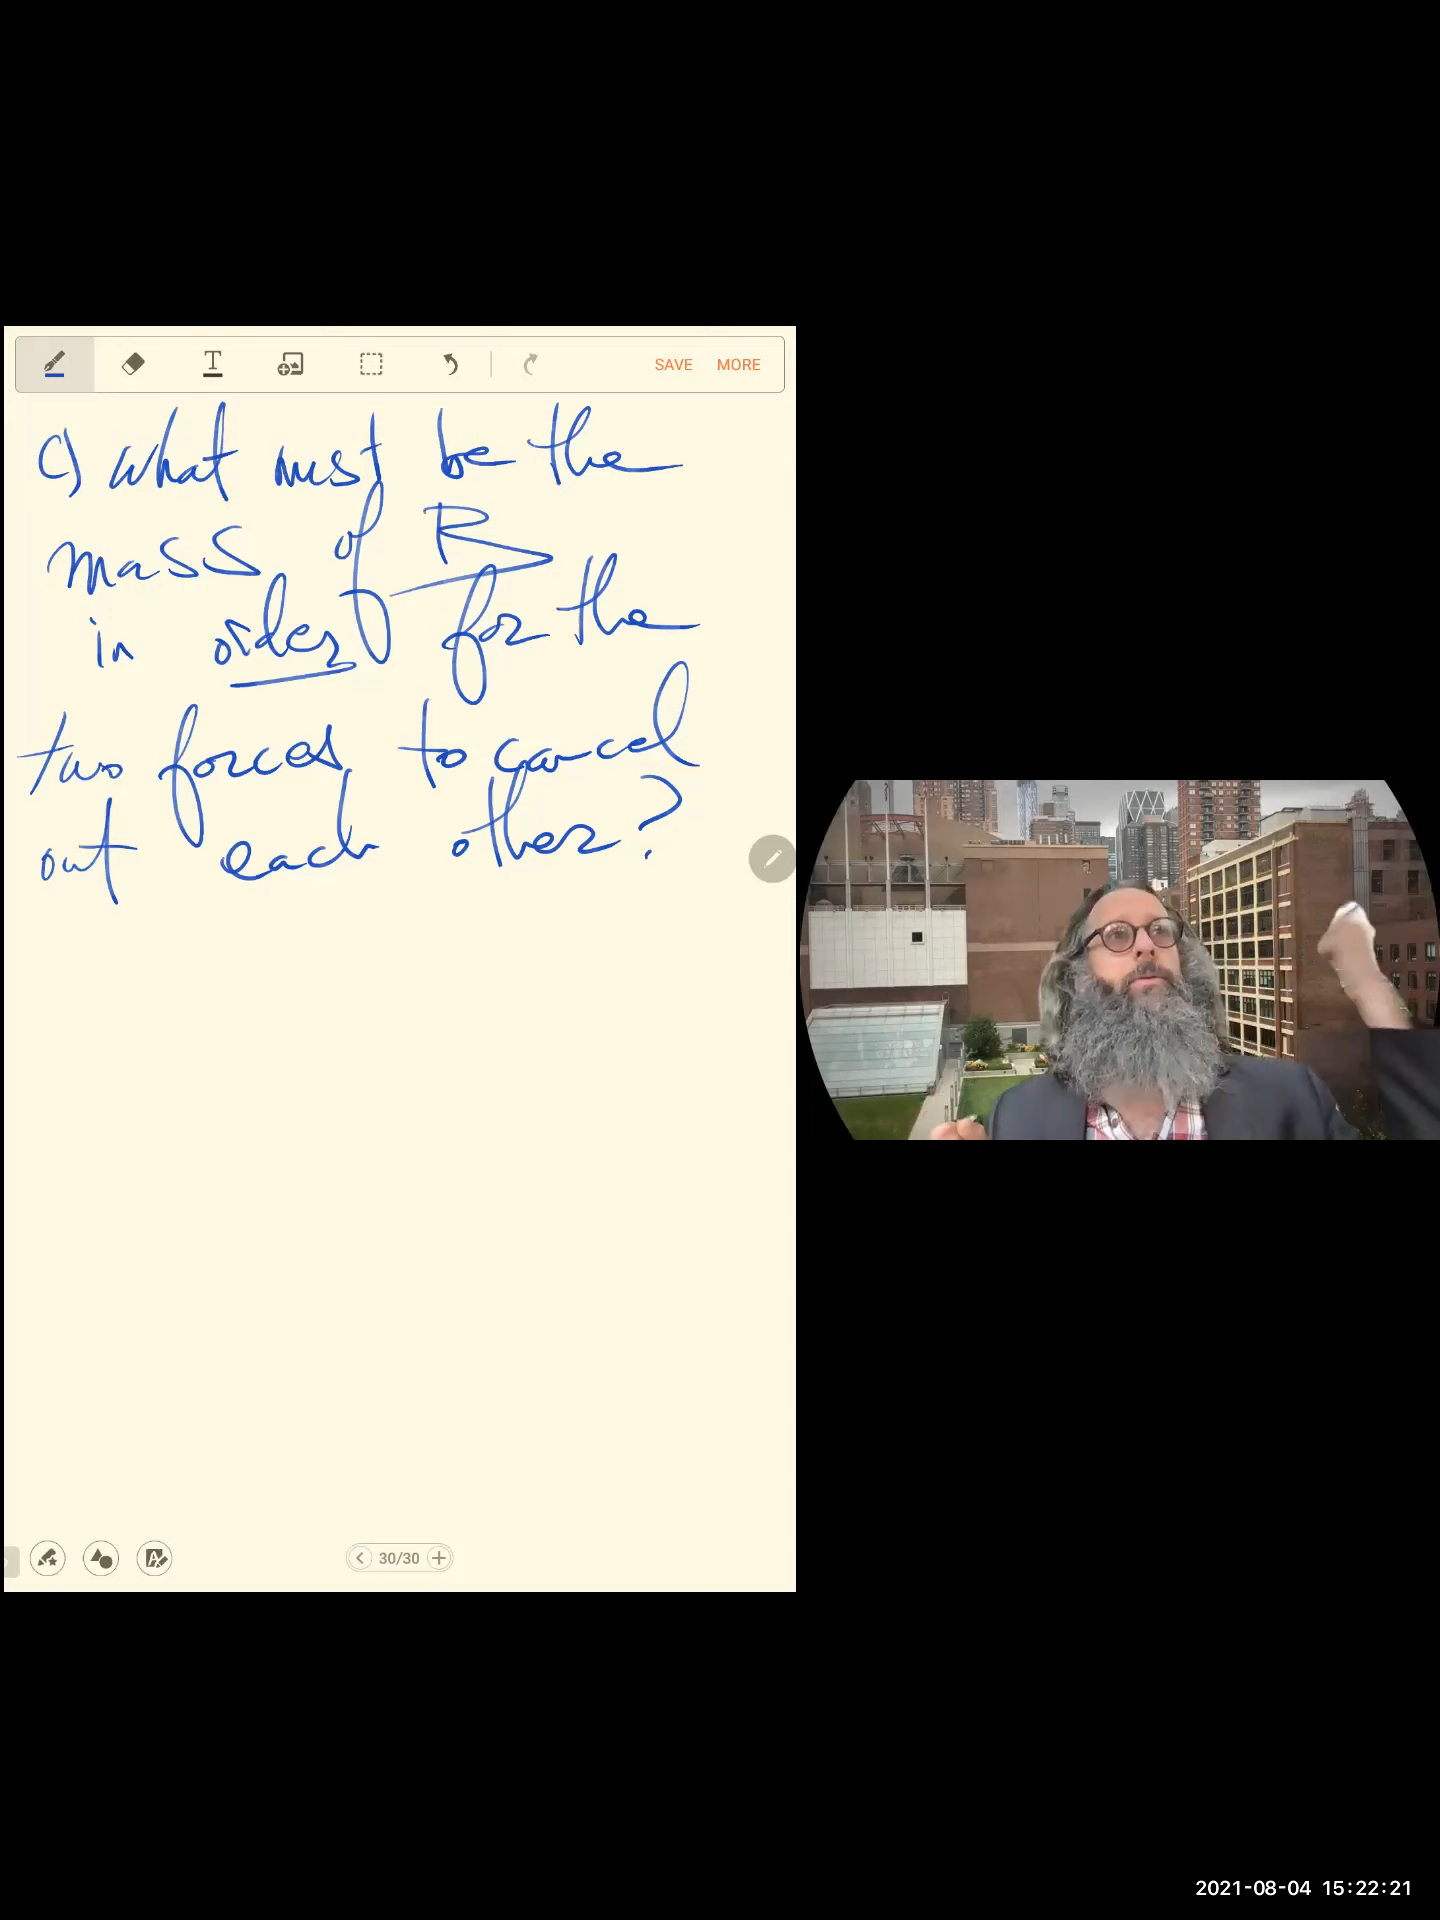 T
SAVE MORE
c) what must be the
mass of R
in order for the
two forces to cancel
out each other?
30/30
2021-08-04 15:22:21